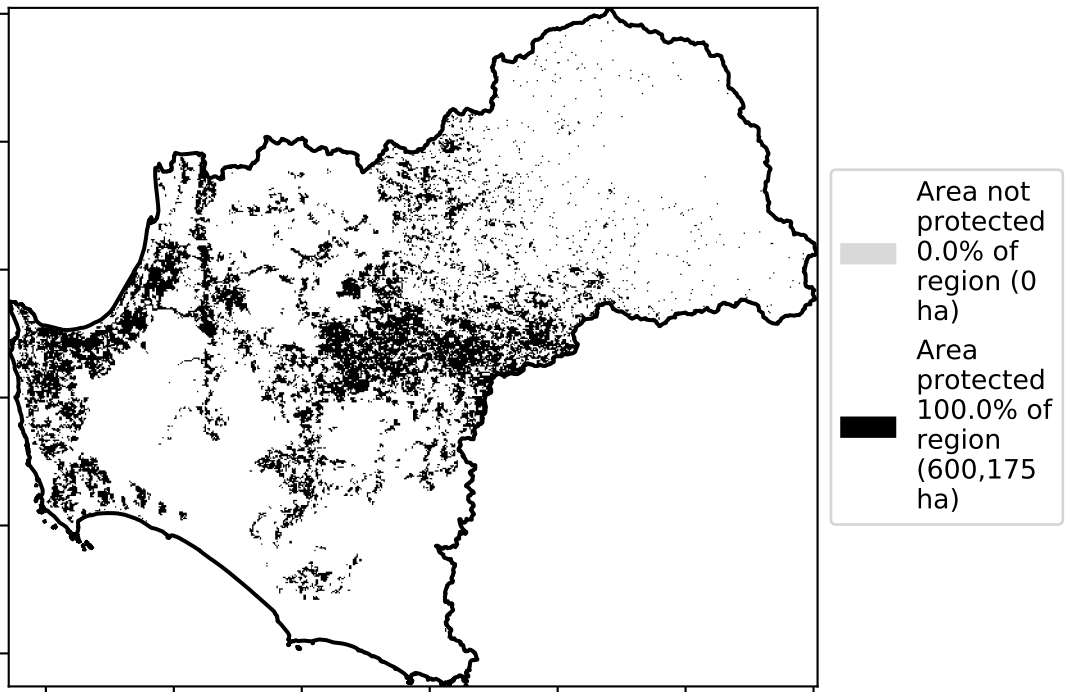 Area not
protected
0.0% of
region (0
ha)
Area
protected
100.0% of
region
(600,175
ha)